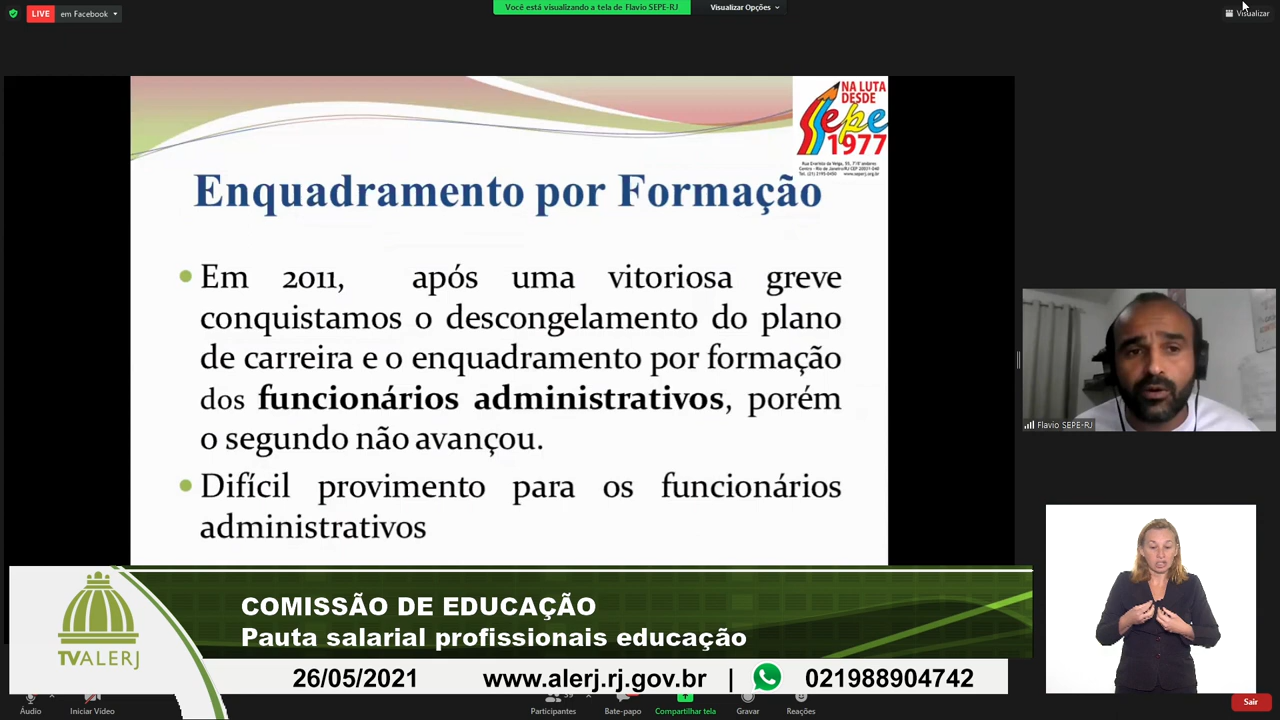 LIVE em Facebook
Você está visualizando a tela de Flavio SEPE-RJ
Visualizar Opções
Visualizar
NA LUTA
DESDE
Sepe
1977
Enquadramento por Formação
Em 2011, após uma vitoriosa greve
conquistamos o descongelamento do plano
de carreira e o enquadramento por formação
dos funcionários administrativos, porém
o segundo não avançou.
Difícil provimento para os funcionários
administrativos
Flavio SEPE-RJ
TVALERJ
COMISSÃO DE EDUCAÇÃO
Pauta salarial profissionais educação
26/05/2021 www.alerj.rj.gov.br | 021988904742
Áudio
Iniciar Vídeo
Participantes
Bate-papo
Compartilhar tela
Gravar
Reações
Sair